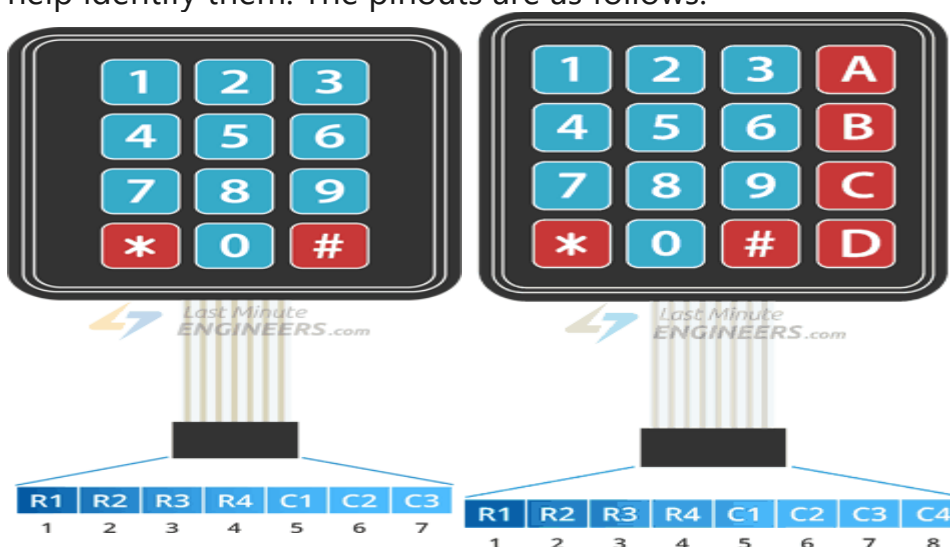 help identify them. The pinouts are as follows:
1 2 3
4 5 6
7 8 9
* 0 #
Last Minute
ENGINEERS.com
R1 R2 R3 R4 C1 C2 C3
1 2 3 4 5 6 7
1 2 3 A
4 5 6 B
7 8 9 C
* 0 # D
Last Minute
ENGINEERS.com
R1 R2 R3 R4 C1 C2 C3 C4
1 2 3 4 5 6 7 8